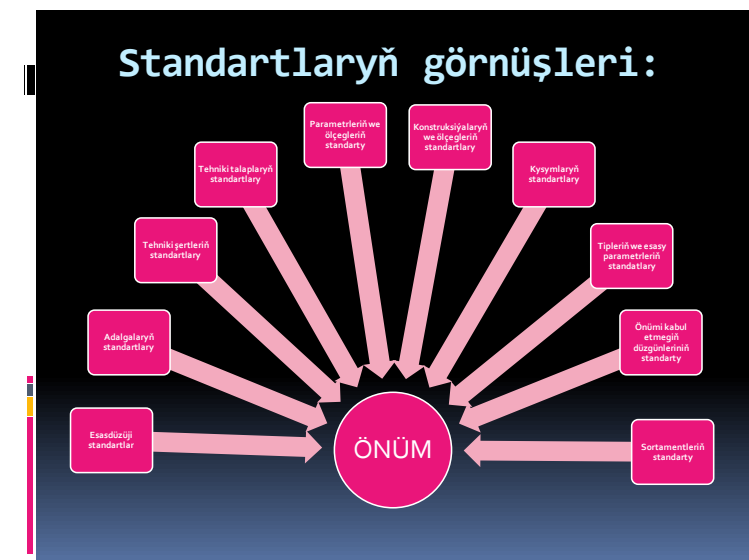 Standartlaryň görnüşleri:
Esasdüzüji
standartlar
Adalgalaryň
standartlary
Tehniki şertleriň
standartlary
Tehniki talaplaryň
standartlary
Parametrleriň we
ölçegleriň
standarty
Konstruksiýalaryň
we ölçegleriň
standartlary
Kysymlaryň
standartlary
Tipleriň we esasy
parametrleriň
standatlary
Önümi kabul
etmegiň
düzgünleriniň
standarty
Sortamentleriň
standarty
ÖNÜM